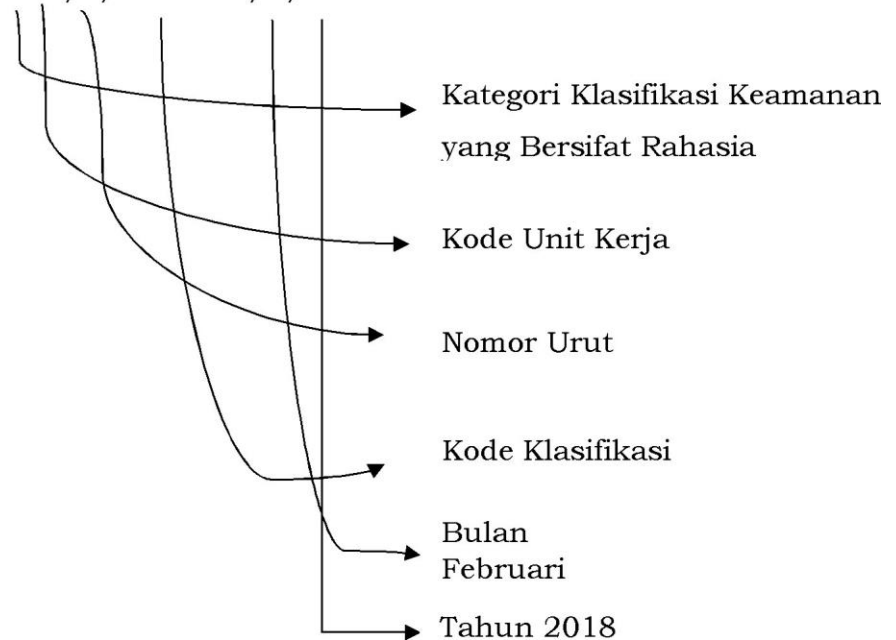 Kategori Klasifikasi Keamanan
yang Bersifat Rahasia
Kode Unit Kerja
Nomor Urut
Kode Klasifikasi
Bulan
Februari
Tahun 2018